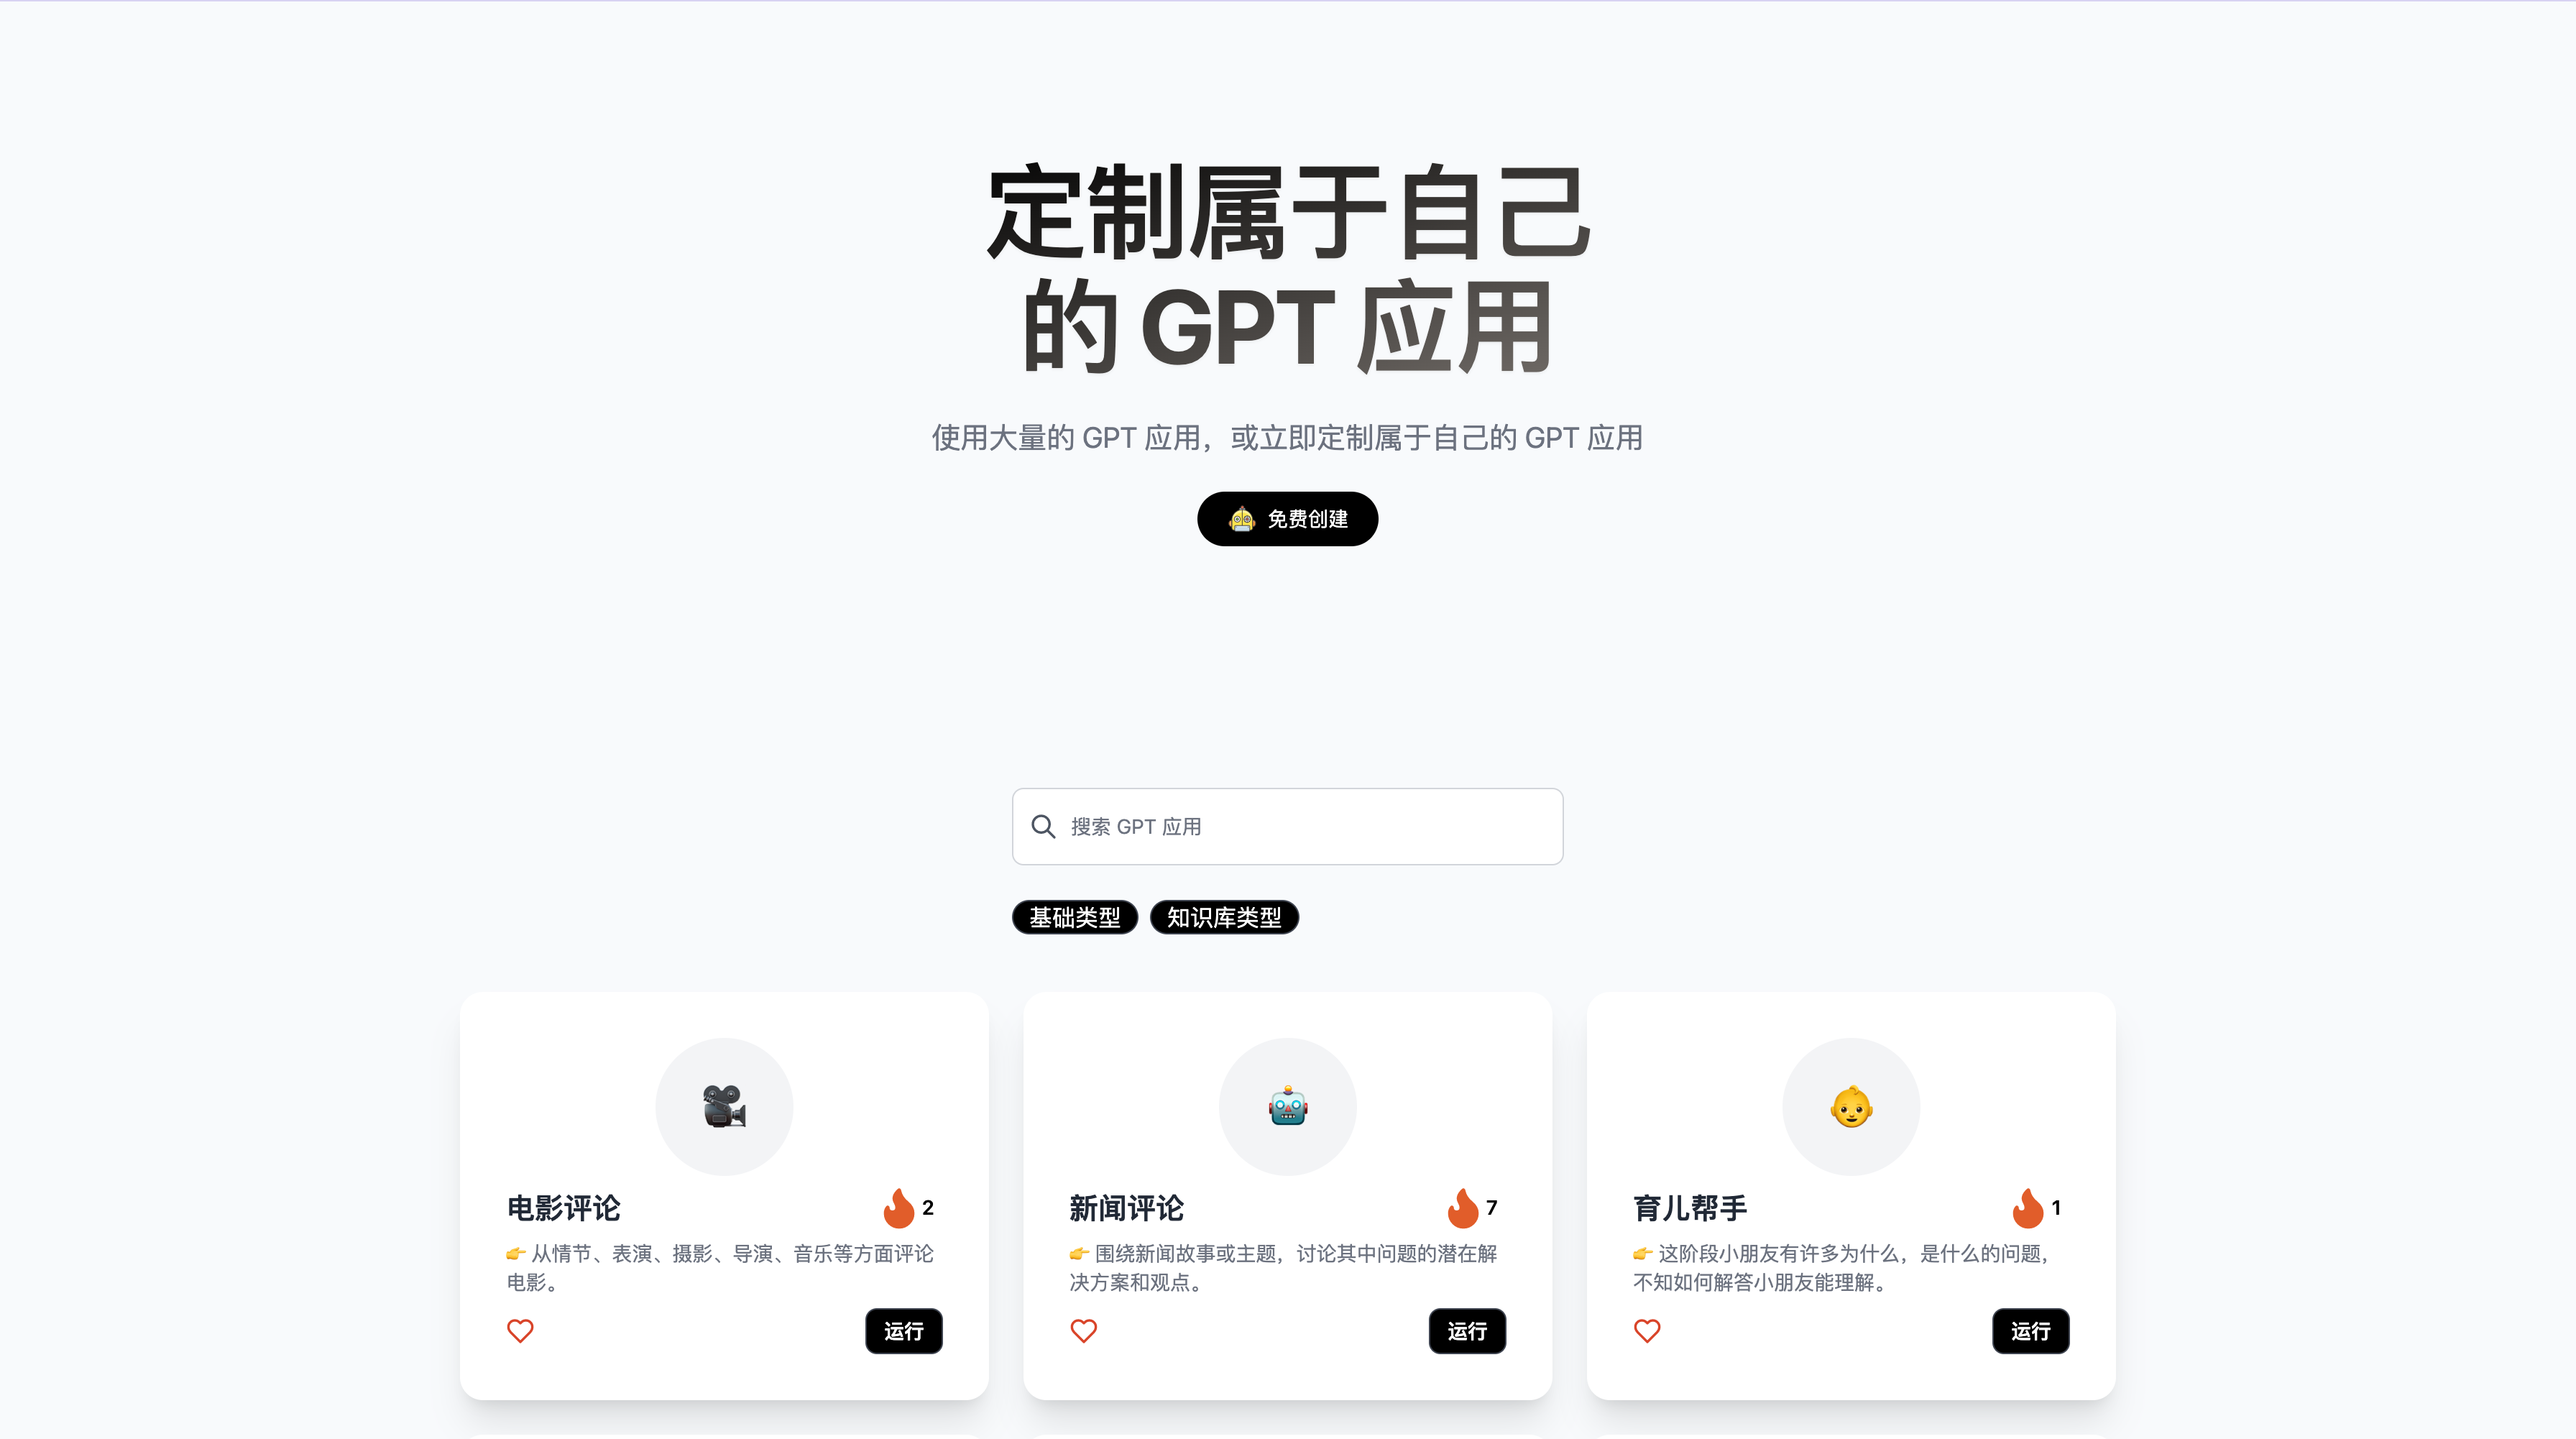 定制属于自己
的 GPT 应用
使用大量的 GPT 应用，或立即定制属于自己的 GPT 应用
免费创建
搜索 GPT 应用
基础类型
知识库类型
电影评论
2
👉 从情节、表演、摄影、导演、音乐等方面评论
电影。
运行
新闻评论
7
👉 围绕新闻故事或主题，讨论其中问题的潜在解
决方案和观点。
运行
育儿帮手
1
👉 这阶段小朋友有许多为什么，是什么的问题，
不知如何解答小朋友能理解。
运行